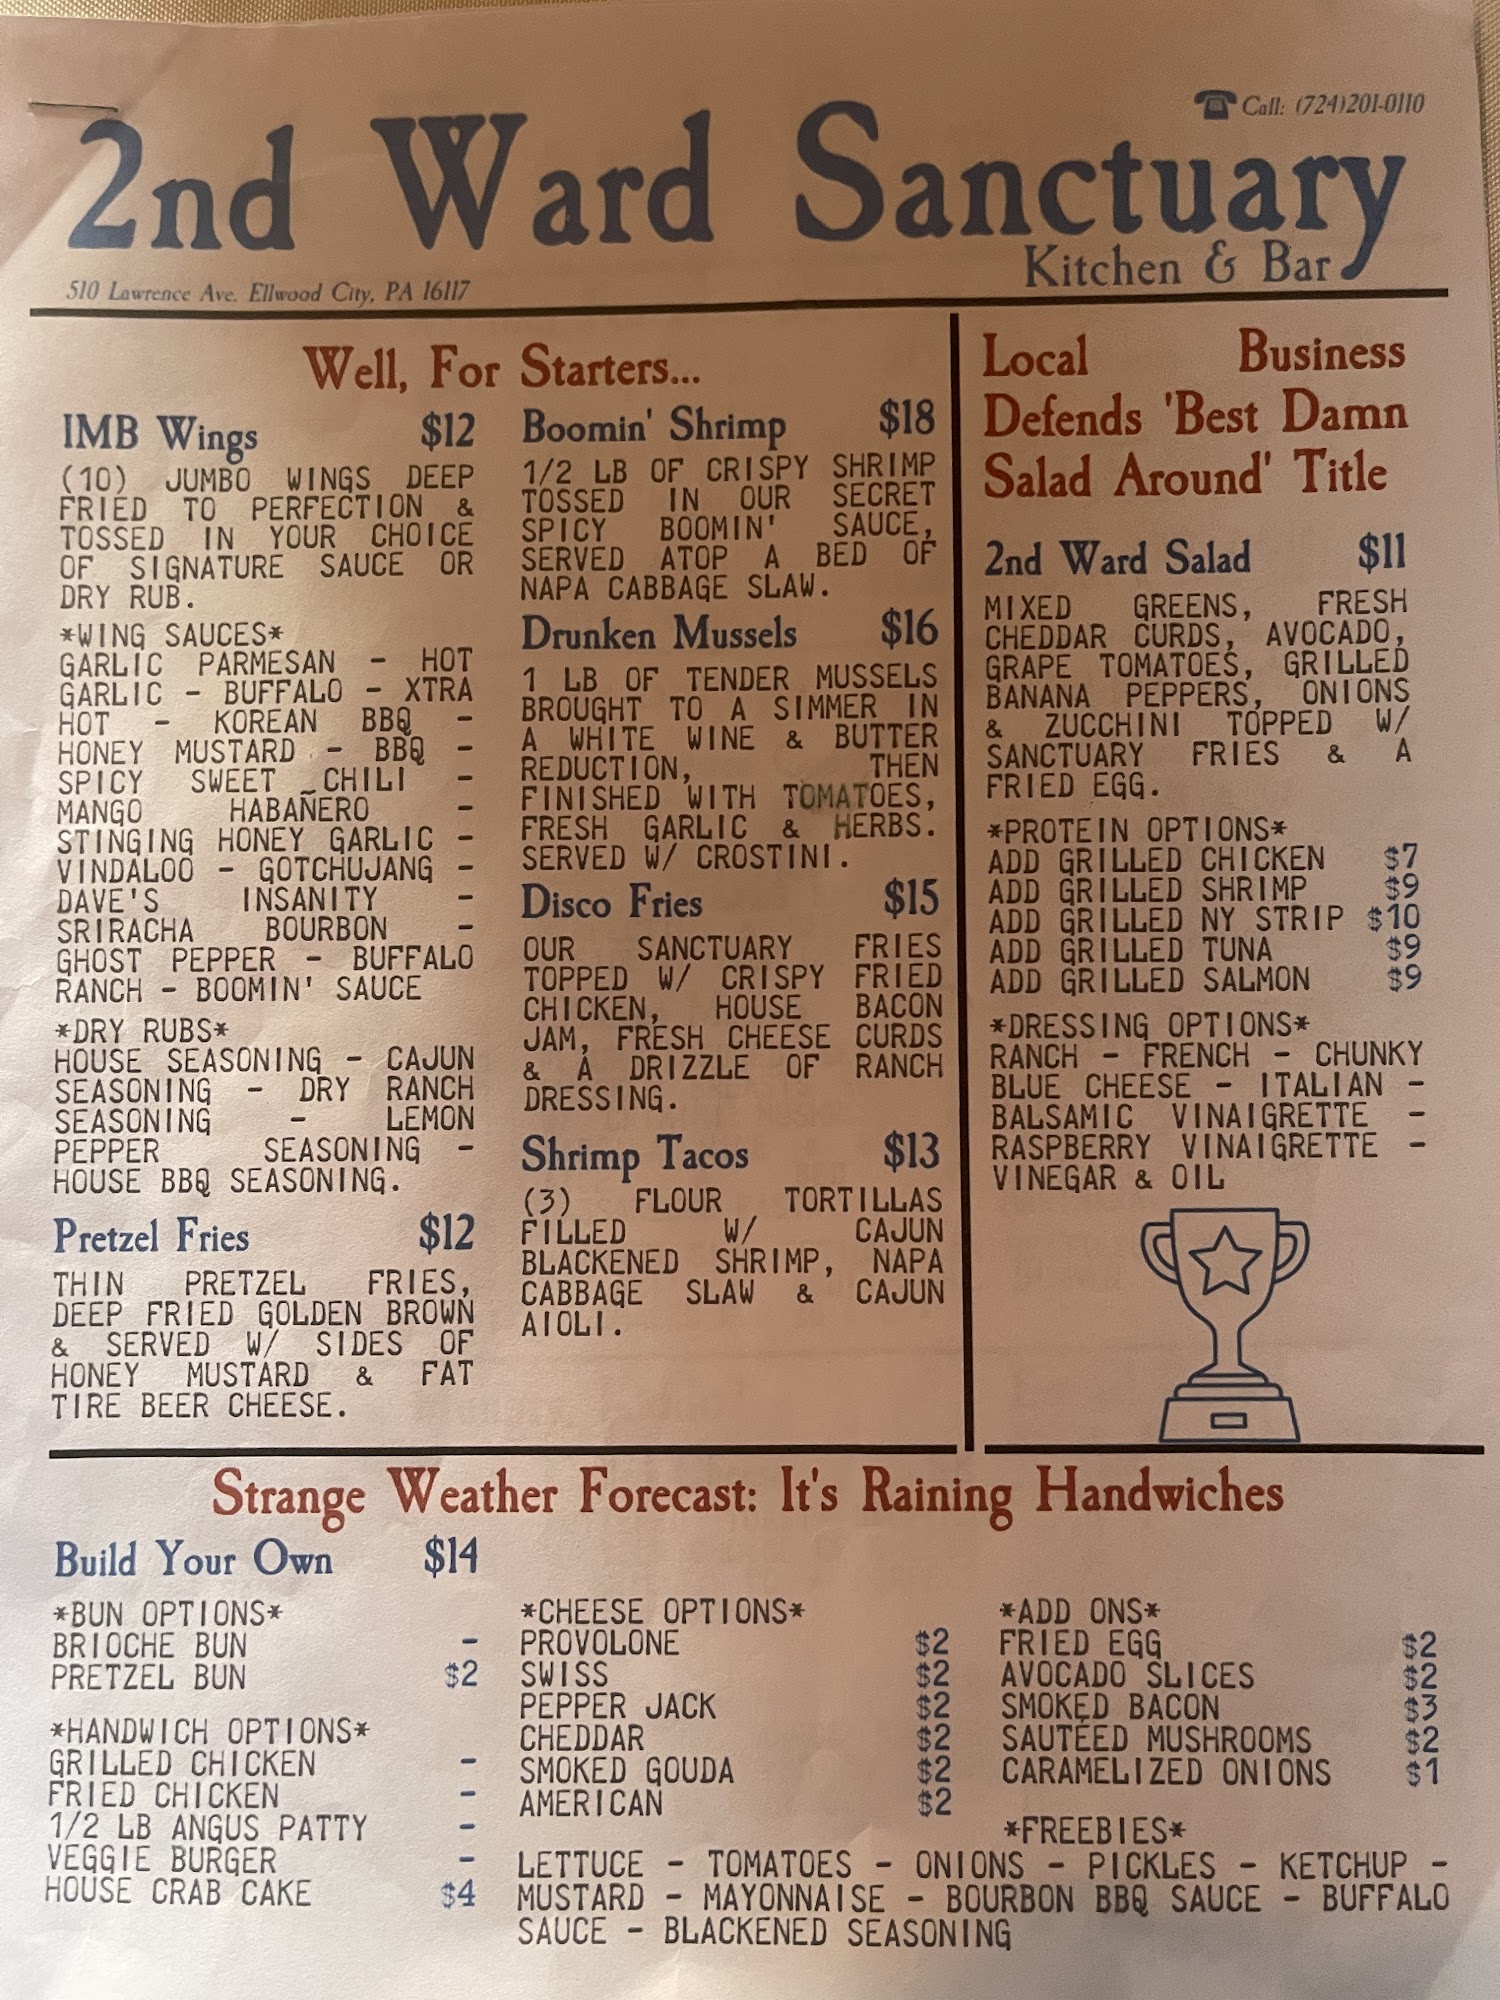 Call: (724)201-0110
2nd Ward Sanctuary
Kitchen & Bar
510 Lawrence Ave. Ellwood City, PA 16117
Well, For Starters...
IMB Wings $12
(10) JUMBO WINGS DEEP
FRIED TO PERFECTION &
TOSSED IN YOUR CHOICE
OF SIGNATURE SAUCE OR
DRY RUB.
*WING SAUCES*
GARLIC PARMESAN - HOT
GARLIC - BUFFALO - XTRA
HOT - KOREAN BBQ -
HONEY MUSTARD - BBQ -
SPICY SWEET CHILI -
MANGO HABAÑERO -
STINGING HONEY GARLIC -
VINDALOO - GOTCHUJANG -
DAVE'S INSANITY -
SRIRACHA BOURBON -
GHOST PEPPER - BUFFALO
RANCH - BOOMIN' SAUCE
*DRY RUBS*
HOUSE SEASONING - CAJUN
SEASONING - DRY RANCH
SEASONING - LEMON
PEPPER SEASONING -
HOUSE BBQ SEASONING.
Pretzel Fries $12
THIN PRETZEL FRIES,
DEEP FRIED GOLDEN BROWN
& SERVED W/ SIDES OF
HONEY MUSTARD & FAT
TIRE BEER CHEESE.
Boomin' Shrimp $18
1/2 LB OF CRISPY SHRIMP
TOSSED IN OUR SECRET
SPICY BOOMIN' SAUCE,
SERVED ATOP A BED OF
NAPA CABBAGE SLAW.
Drunken Mussels $16
1 LB OF TENDER MUSSELS
BROUGHT TO A SIMMER IN
A WHITE WINE & BUTTER
REDUCTION, THEN
FINISHED WITH TOMATOES,
FRESH GARLIC & HERBS.
SERVED W/ CROSTINI.
Disco Fries $15
OUR SANCTUARY FRIES
TOPPED W/ CRISPY FRIED
CHICKEN, HOUSE BACON
JAM, FRESH CHEESE CURDS
& A DRIZZLE OF RANCH
DRESSING.
Shrimp Tacos $13
(3) FLOUR TORTILLAS
FILLED W/ CAJUN
BLACKENED SHRIMP, NAPA
CABBAGE SLAW & CAJUN
AIOLI.
Local Business
Defends 'Best Damn
Salad Around' Title
2nd Ward Salad $11
MIXED GREENS, FRESH
CHEDDAR CURDS, AVOCADO,
GRAPE TOMATOES, GRILLED
BANANA PEPPERS, ONIONS
& ZUCCHINI TOPPED W/
SANCTUARY FRIES & A
FRIED EGG.
*PROTEIN OPTIONS*
ADD GRILLED CHICKEN $7
ADD GRILLED SHRIMP $9
ADD GRILLED NY STRIP $10
ADD GRILLED TUNA $9
ADD GRILLED SALMON $9
*DRESSING OPTIONS*
RANCH - FRENCH - CHUNKY
BLUE CHEESE - ITALIAN -
BALSAMIC VINAIGRETTE -
RASPBERRY VINAIGRETTE -
VINEGAR & OIL
Strange Weather Forecast: It's Raining Handwiches
Build Your Own $14
*BUN OPTIONS*
BRIOCHE BUN -
PRETZEL BUN $2
*HANDWICH OPTIONS*
GRILLED CHICKEN -
FRIED CHICKEN -
1/2 LB ANGUS PATTY -
VEGGIE BURGER -
HOUSE CRAB CAKE $4
*CHEESE OPTIONS*
PROVOLONE $2
SWISS $2
PEPPER JACK $2
CHEDDAR $2
SMOKED GOUDA $2
AMERICAN $2
*ADD ONS*
FRIED EGG $2
AVOCADO SLICES $2
SMOKED BACON $3
SAUTÉED MUSHROOMS $2
CARAMELIZED ONIONS $1
*FREEBIES*
LETTUCE - TOMATOES - ONIONS - PICKLES - KETCHUP -
MUSTARD - MAYONNAISE - BOURBON BBQ SAUCE - BUFFALO
SAUCE - BLACKENED SEASONING